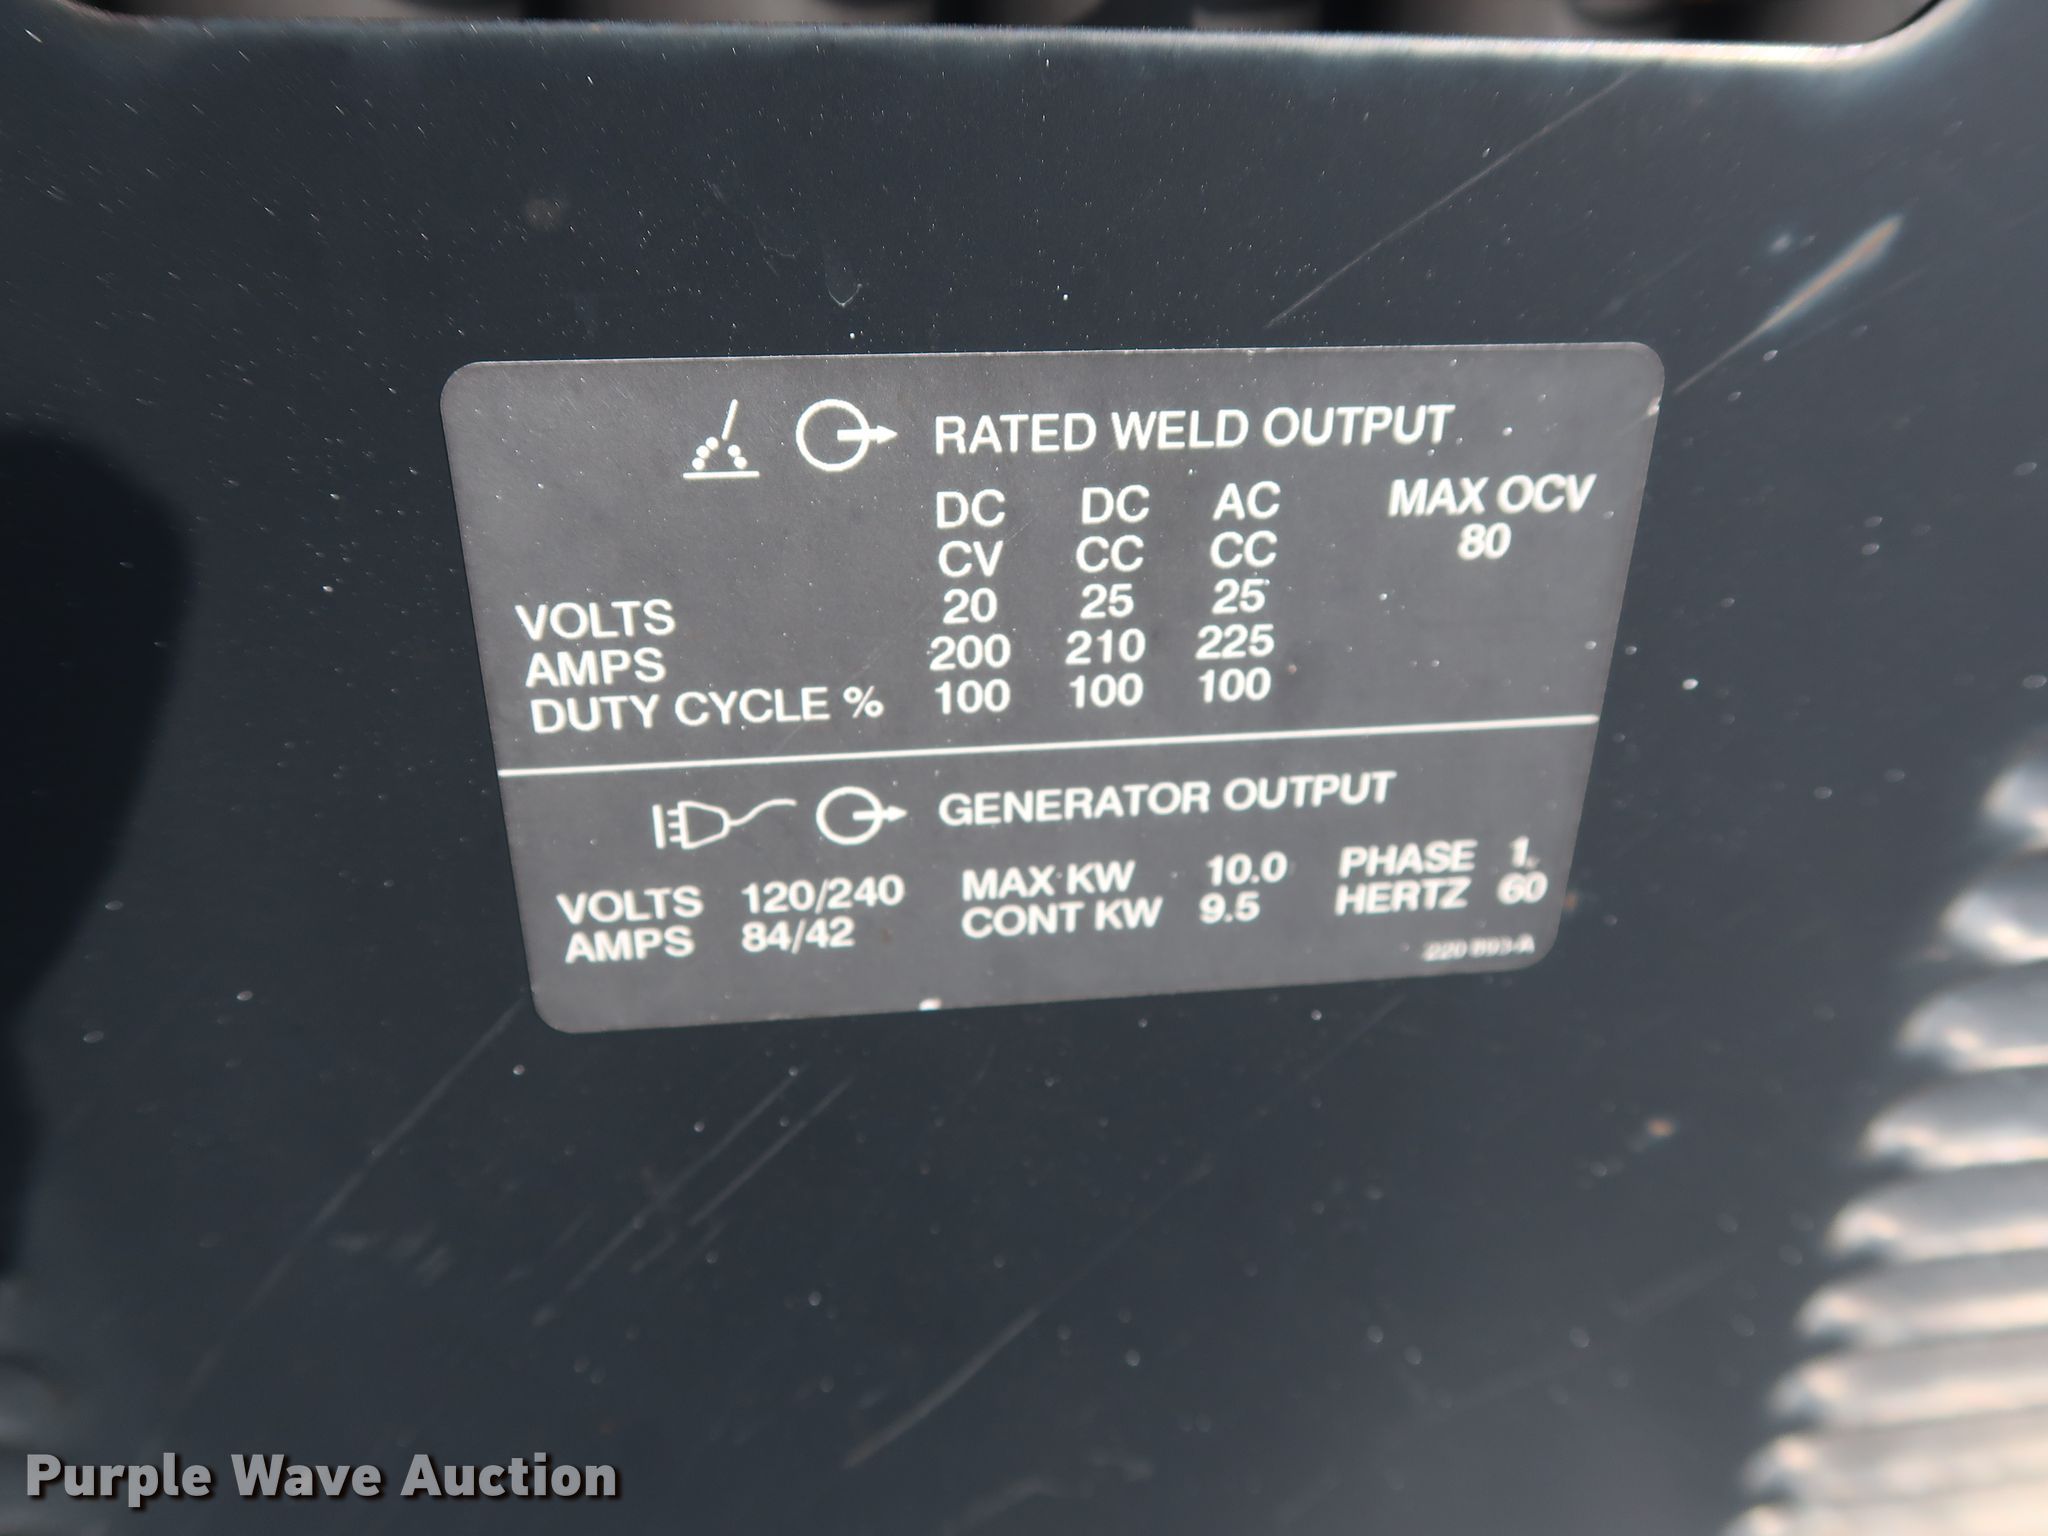 RATED WELD OUTPUT
DC DC AC MAX OCV
CV CC CC 80
VOLTS 20 25 25
AMPS 200 210 225
DUTY CYCLE % 100 100 100
GENERATOR OUTPUT
VOLTS 120/240 MAX KW 10.0 PHASE 1
AMPS 84/42 CONT KW 9.5 HERTZ 60
Purple Wave Auction